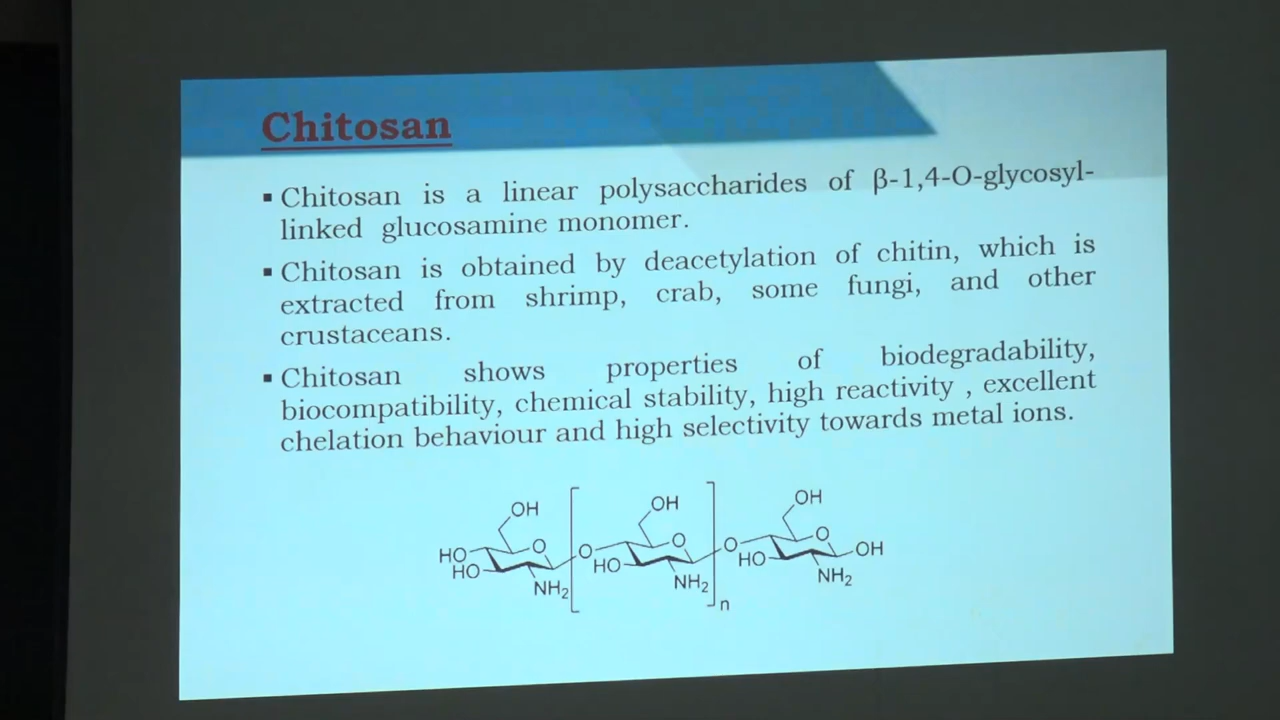 Chitosan
▪ Chitosan is a linear polysaccharides of β-1,4-O-glycosyl-
linked glucosamine monomer.
▪ Chitosan is obtained by deacetylation of chitin, which is
extracted from shrimp, crab, some fungi, and other
crustaceans.
▪ Chitosan shows properties of biodegradability,
biocompatibility, chemical stability, high reactivity , excellent
chelation behaviour and high selectivity towards metal ions.
OH OH OH
HO O O O O O OH
HO HO HO
NH2 NH2 NH2
n